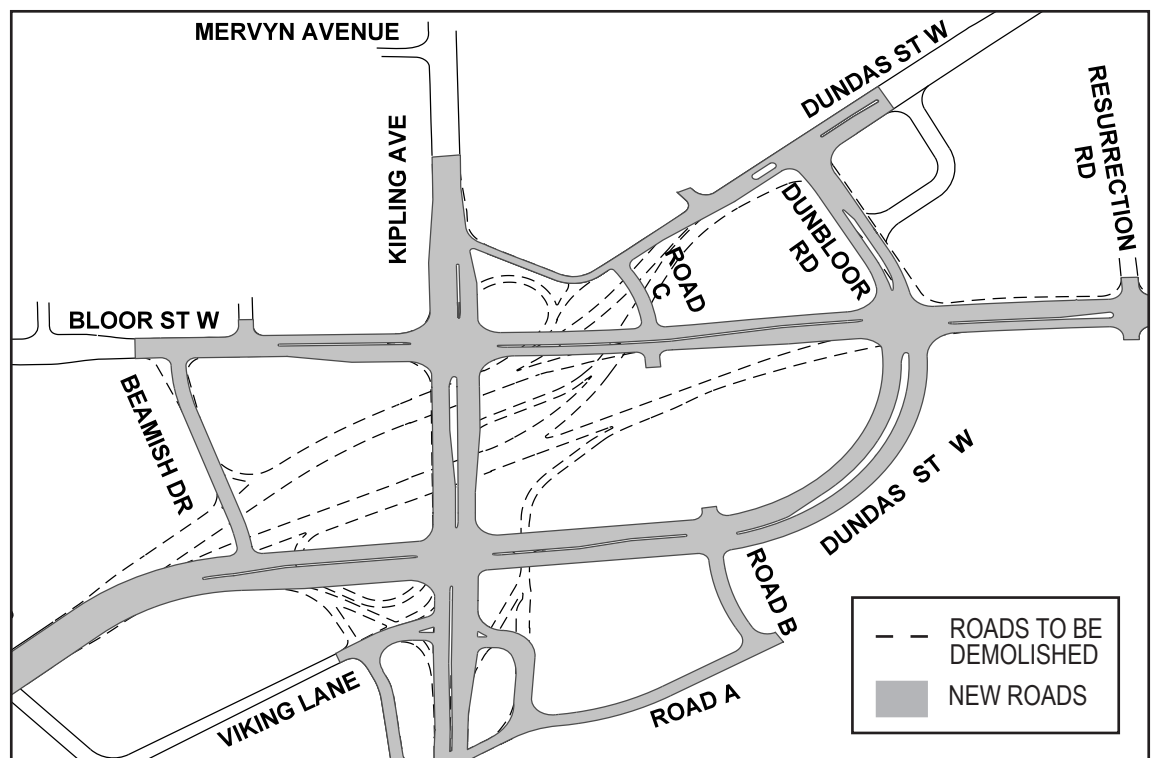 MERVYN AVENUE
DUNDAS ST W
KIPLING AVE
RESURRECTION
RD
DUNBLOOR
RD
ROAD
C
BLOOR ST W
BEAMISH DR
DUNDAS ST W
ROAD B
VIKING LANE
ROAD A
ROADS TO BE
DEMOLISHED
NEW ROADS